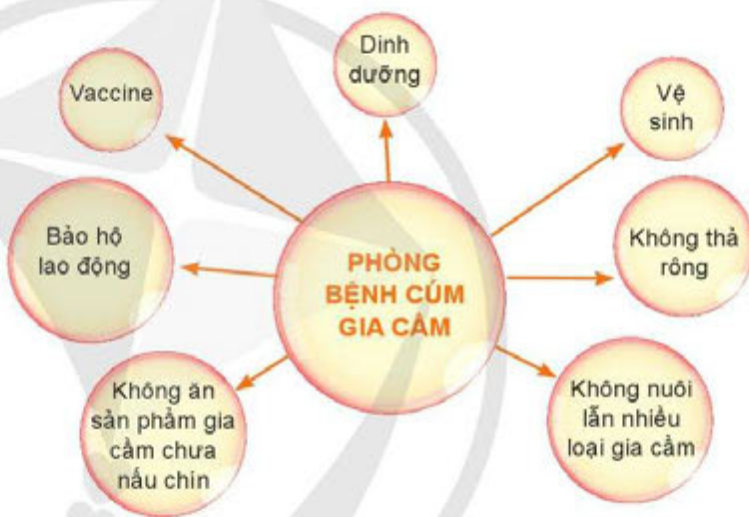 Dinh
dưỡng
Vaccine
Vệ
sinh
Bảo hộ
lao động
PHÒNG
BỆNH CÚM
GIA CẦM
Không thả
rông
Không ăn
sản phẩm gia
cầm chưa
nấu chín
Không nuôi
lẫn nhiều
loại gia cầm